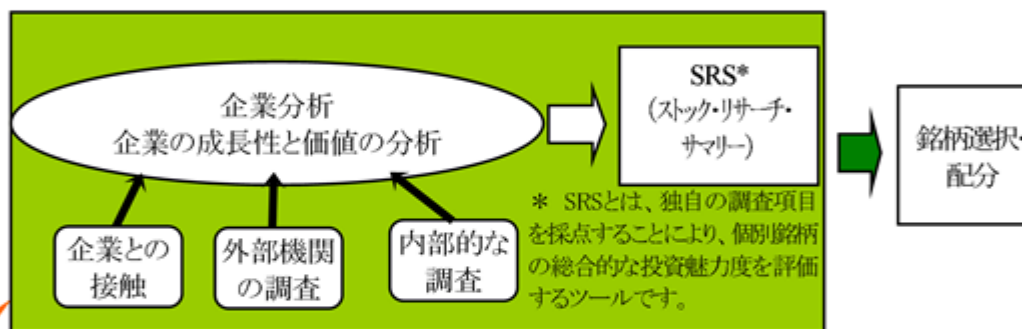 企業分析
企業の成長性と価値の分析
SRS*
(ストック・リサーチ・
サマリー)
銘柄選択・
配分
企業との
接触
外部機関
の調査
内部的な
調査
* SRSとは、独自の調査項目
を採点することにより、個別銘柄
の総合的な投資魅力度を評価
するツールです。